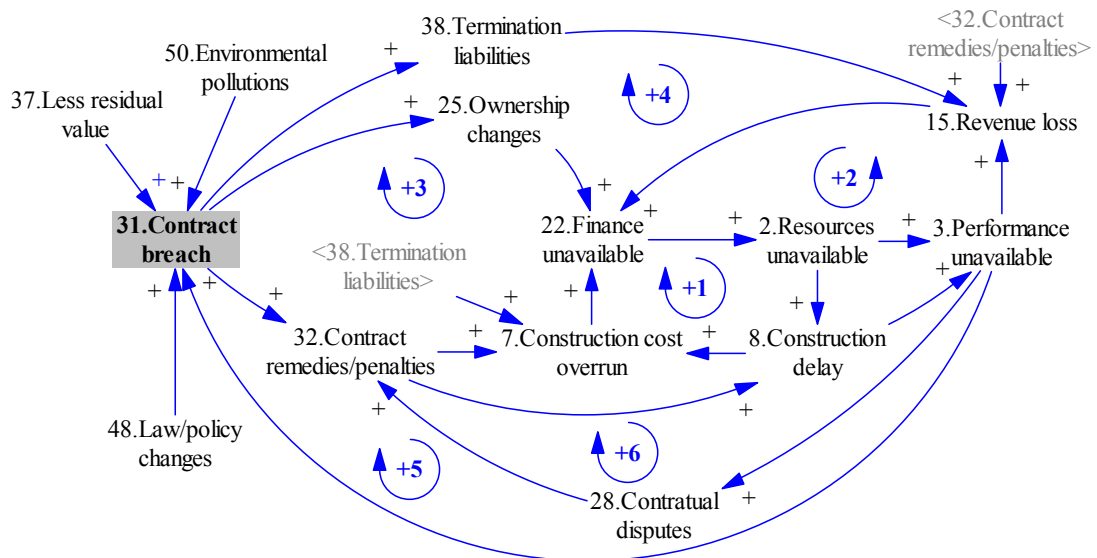 38.Termination
liabilities
<32.Contract
remedies/penalties>
50.Environmental
pollutions
37.Less residual
value
25.Ownership
changes
15.Revenue loss
+
+
+
+
+
+4
+3
+2
+
+
+
+
31.Contract
breach
22.Finance
unavailable
+
2.Resources
unavailable
+
3.Performance
unavailable
<38.Termination
liabilities>
+1
+
+
+
+
+
+
+
32.Contract
remedies/penalties
+
7.Construction cost
overrun
+
8.Construction
delay
+
+
48.Law/policy
changes
+5
+6
28.Contratual
disputes
+